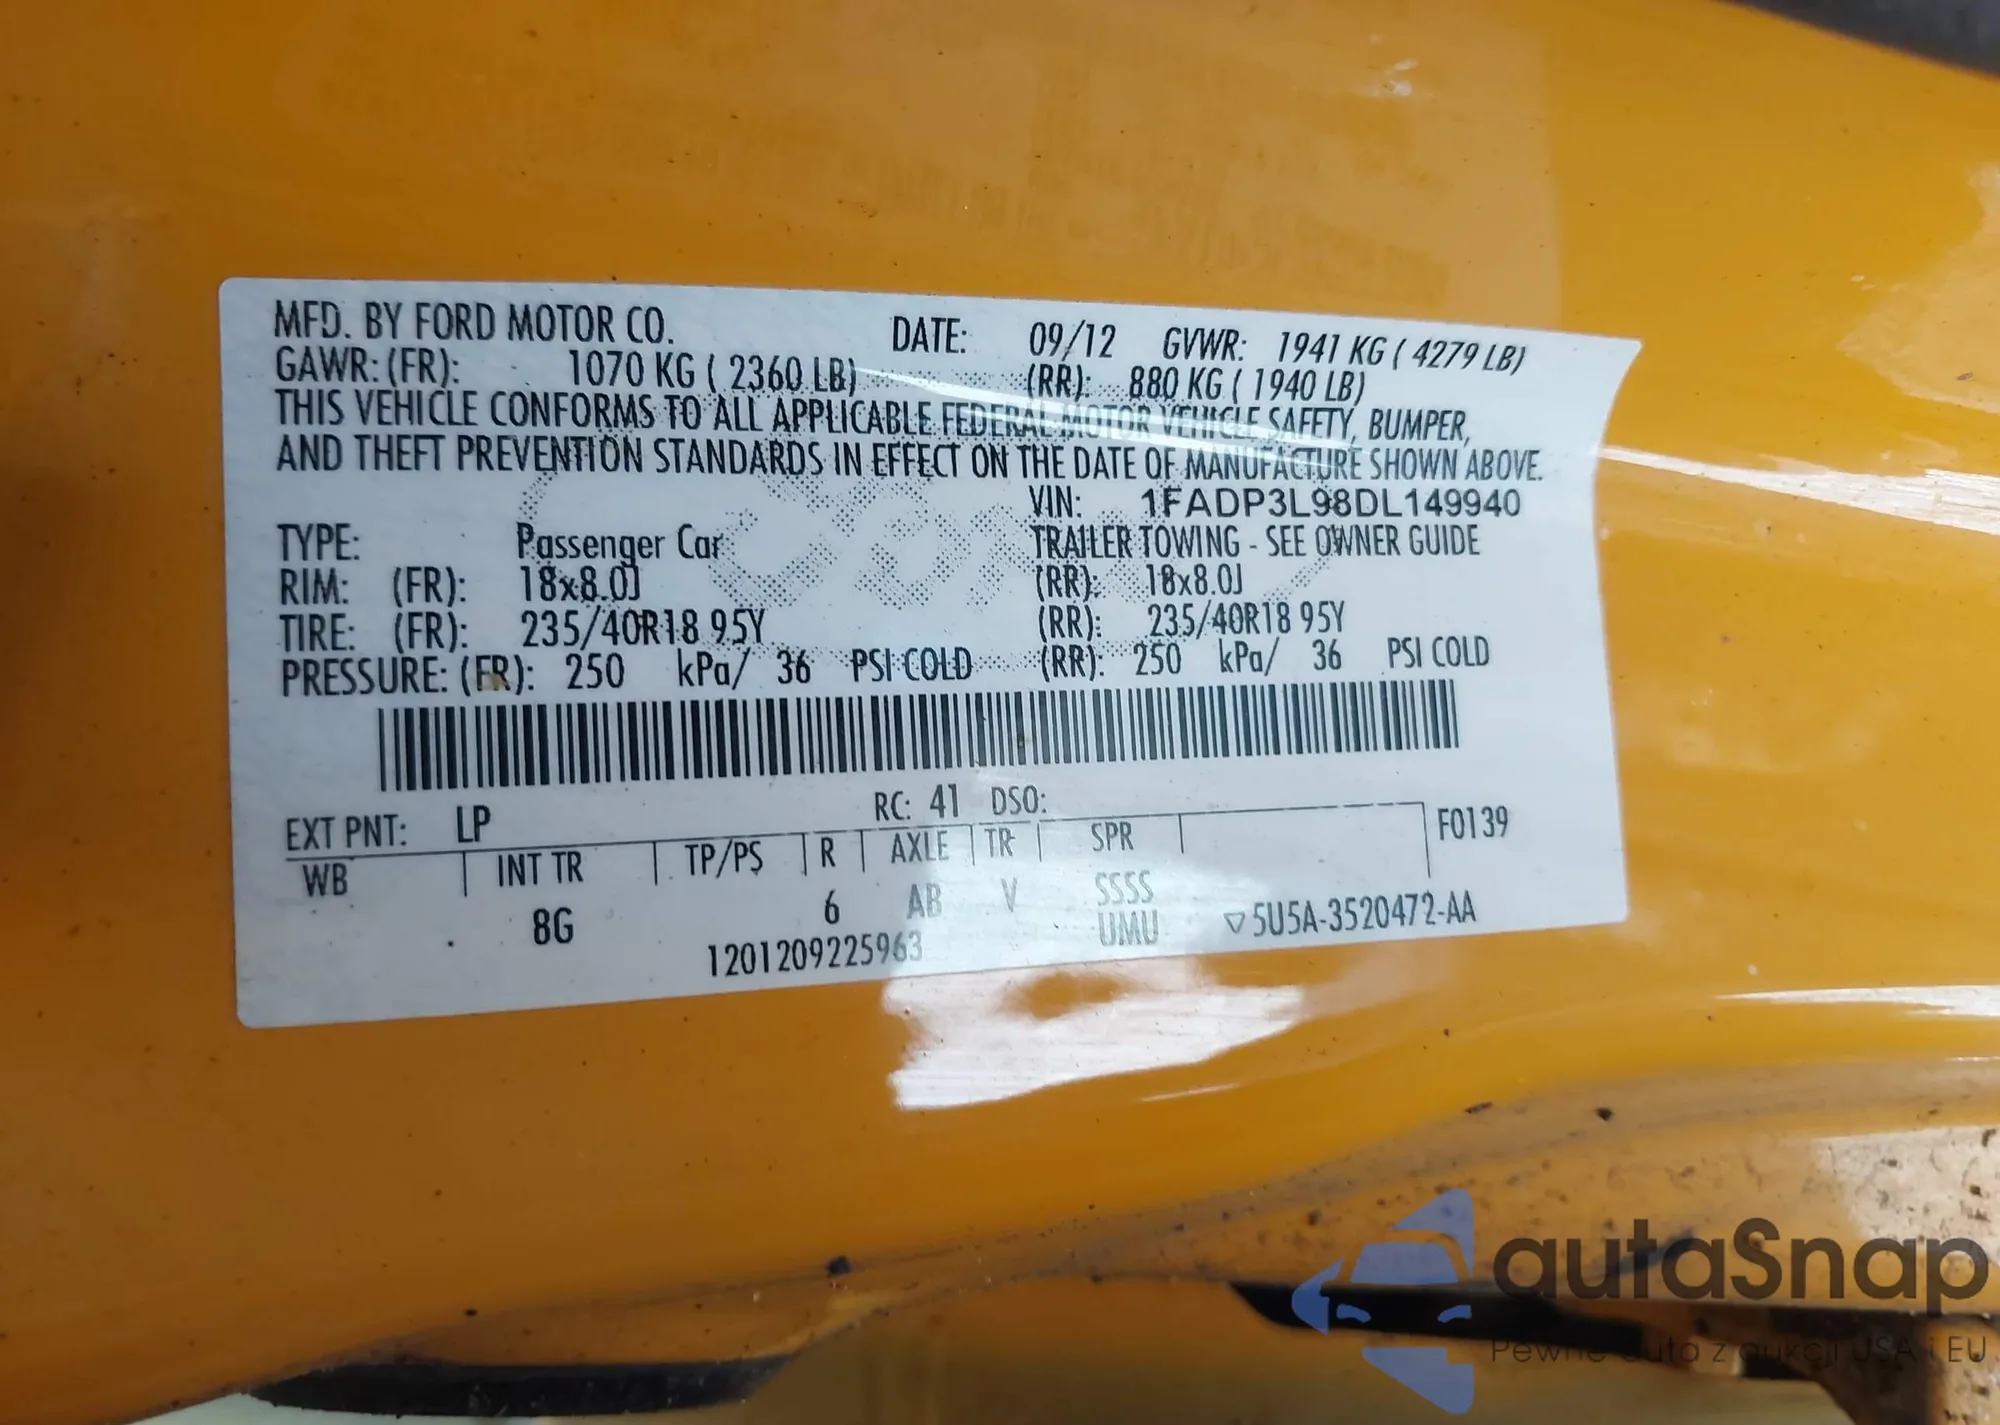 MFD. BY FORD MOTOR CO. DATE: 09/12 GVWR: 1941 KG ( 4279 LB)
GAWR: (FR): 1070 KG ( 2360 LB) (RR): 880 KG ( 1940 LB)
THIS VEHICLE CONFORMS TO ALL APPLICABLE FEDERAL MOTOR VEHICLE SAFETY, BUMPER,
AND THEFT PREVENTION STANDARDS IN EFFECT ON THE DATE OF MANUFACTURE SHOWN ABOVE.
VIN: 1FADP3L98DL149940
TYPE: Passenger Car TRAILER TOWING - SEE OWNER GUIDE
RIM: (FR): 18x8.0J (RR): 18x8.0J
TIRE: (FR): 235/40R18 95Y (RR): 235/40R18 95Y
PRESSURE: (FR): 250 kPa/ 36 PSI COLD (RR): 250 kPa/ 36 PSI COLD
EXT PNT: LP RC: 41 DSO:
WB INT TR TP/PS R AXLE TR SPR F0139
8G 6 AB V SSSS
1201209225963 UMU ▽5U5A-3520472-AA
autaSnap
Pewne auta z aukcji USA i EU